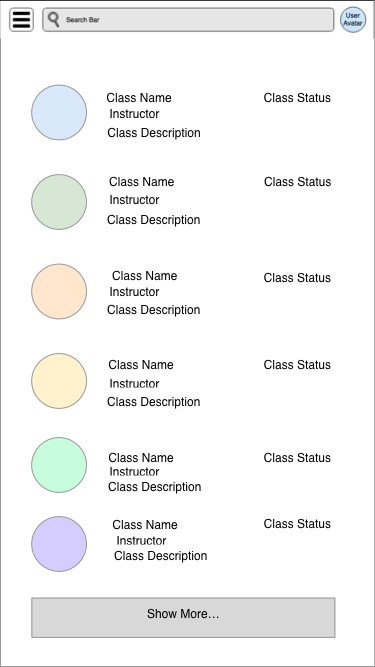 Search Bar
User
Avatar
Class Name
Class Status
Instructor
Class Description
Class Name
Class Status
Instructor
Class Description
Class Name
Class Status
Instructor
Class Description
Class Name
Class Status
Instructor
Class Description
Class Name
Class Status
Instructor
Class Description
Class Name
Class Status
Instructor
Class Description
Show More…